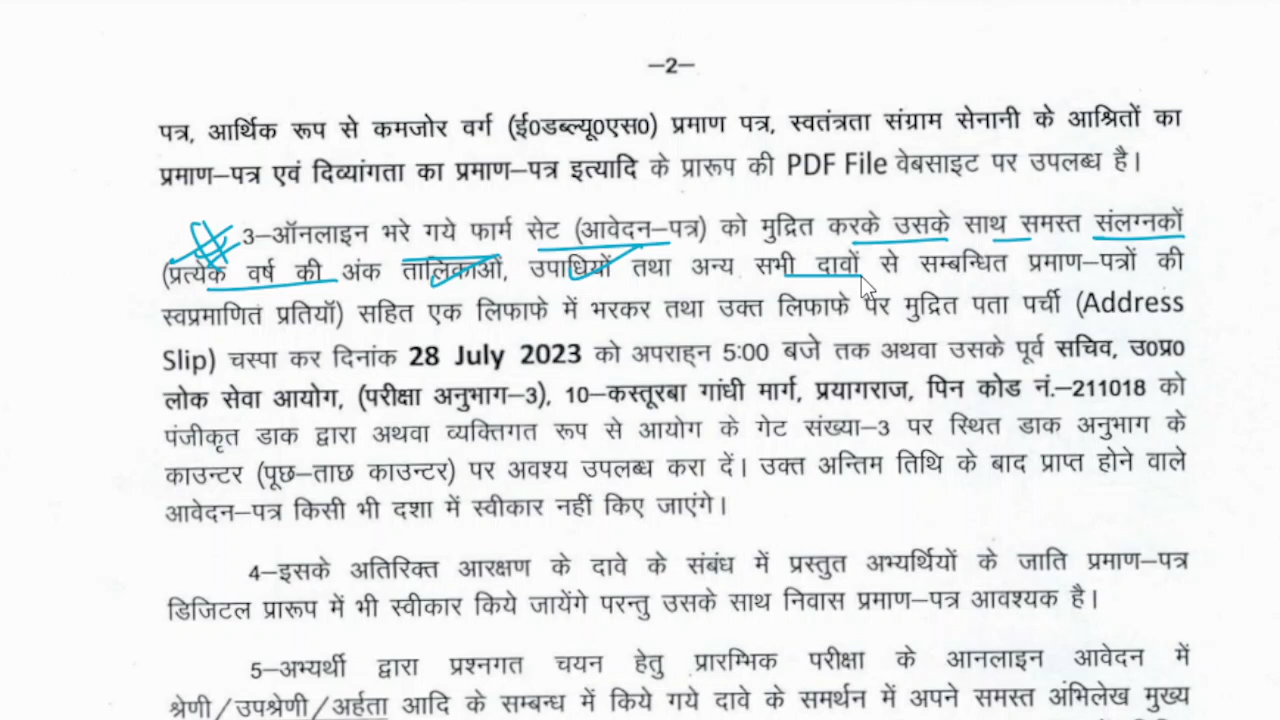 –2–
पत्र, आर्थिक रूप से कमजोर वर्ग (ई0डब्ल्यू0एस0) प्रमाण पत्र, स्वतंत्रता संग्राम सेनानी के आश्रितों का
प्रमाण–पत्र एवं दिव्यांगता का प्रमाण–पत्र इत्यादि के प्रारूप की PDF File वेबसाइट पर उपलब्ध है।
3–ऑनलाइन भरे गये फार्म सेट (आवेदन–पत्र) को मुद्रित करके उसके साथ समस्त संलग्नकों
(प्रत्येक वर्ष की अंक तालिकाओं, उपाधियों तथा अन्य सभी दावों से सम्बन्धित प्रमाण–पत्रों की
स्वप्रमाणित प्रतियॉ) सहित एक लिफाफे में भरकर तथा उक्त लिफाफे पर मुद्रित पता पर्ची (Address
Slip) चस्पा कर दिनांक 28 July 2023 को अपराह्न 5:00 बजे तक अथवा उसके पूर्व सचिव, उ0प्र0
लोक सेवा आयोग, (परीक्षा अनुभाग–3), 10–कस्तूरबा गांधी मार्ग, प्रयागराज, पिन कोड नं.–211018 को
पंजीकृत डाक द्वारा अथवा व्यक्तिगत रूप से आयोग के गेट संख्या–3 पर स्थित डाक अनुभाग के
काउन्टर (पूछ–ताछ काउन्टर) पर अवश्य उपलब्ध करा दें। उक्त अन्तिम तिथि के बाद प्राप्त होने वाले
आवेदन–पत्र किसी भी दशा में स्वीकार नहीं किए जाएंगे।
4–इसके अतिरिक्त आरक्षण के दावे के संबंध में प्रस्तुत अभ्यर्थियों के जाति प्रमाण–पत्र
डिजिटल प्रारूप में भी स्वीकार किये जायेंगे परन्तु उसके साथ निवास प्रमाण–पत्र आवश्यक है।
5–अभ्यर्थी द्वारा प्रश्नगत चयन हेतु प्रारम्भिक परीक्षा के आनलाइन आवेदन में
श्रेणी/उपश्रेणी/अर्हता आदि के सम्बन्ध में किये गये दावे के समर्थन में अपने समस्त अभिलेख मुख्य